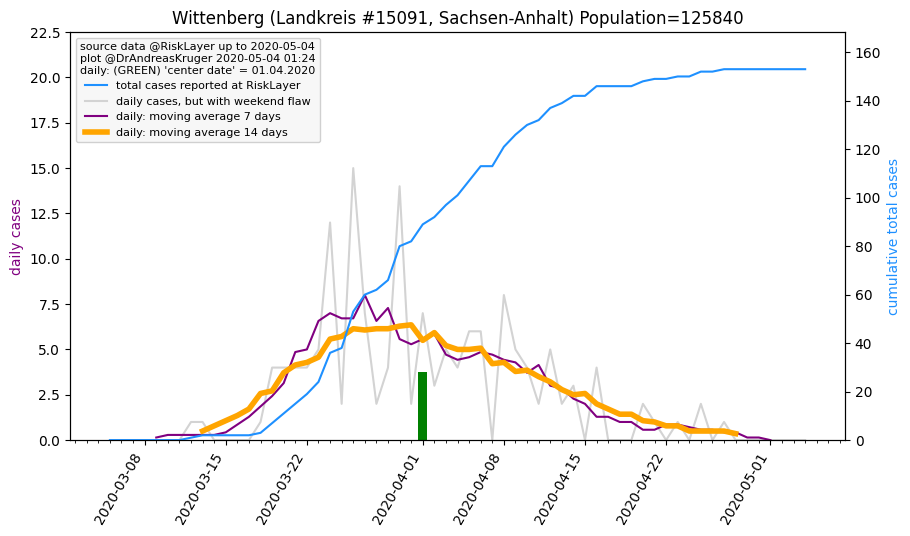 Wittenberg (Landkreis #15091, Sachsen-Anhalt) Population=125840
source data @RiskLayer up to 2020-05-04
plot @DrAndreasKruger 2020-05-04 01:24
daily: (GREEN) 'center date' = 01.04.2020
total cases reported at RiskLayer
daily cases, but with weekend flaw
daily: moving average 7 days
daily: moving average 14 days
daily cases
22.5
20.0
17.5
15.0
12.5
10.0
7.5
5.0
2.5
0.0
160
140
120
100
80
60
40
20
0
cumulative total cases
2020-03-08
2020-03-15
2020-03-22
2020-04-01
2020-04-08
2020-04-15
2020-04-22
2020-05-01